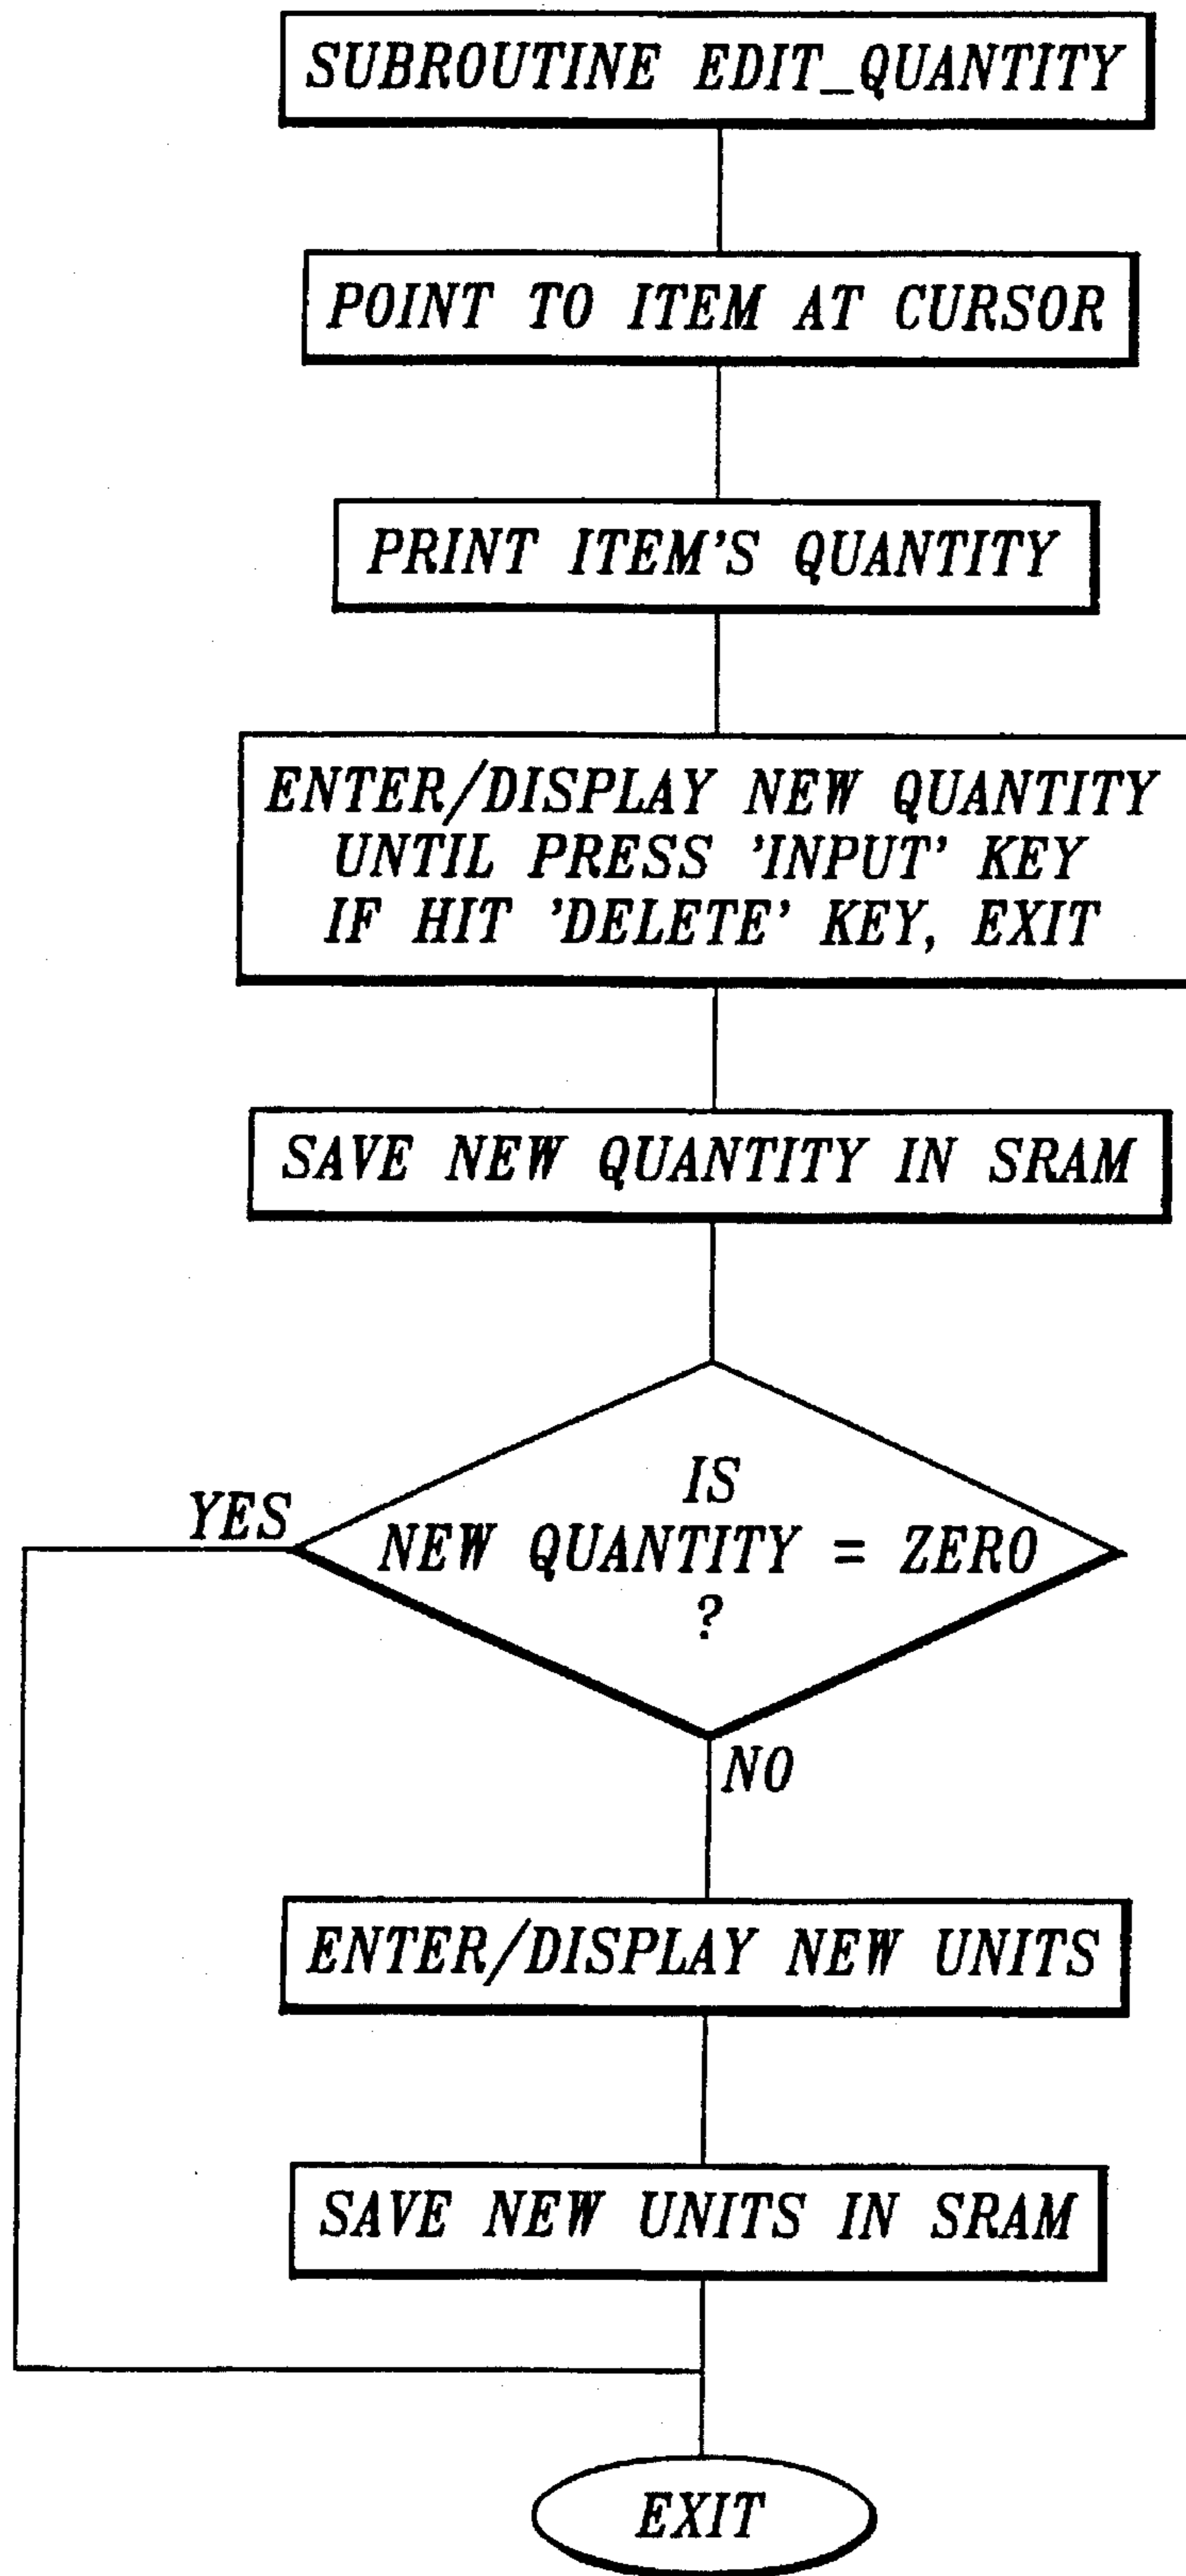 SUBROUTINE EDIT_QUANTITY
POINT TO ITEM AT CURSOR
PRINT ITEM'S QUANTITY
ENTER/DISPLAY NEW QUANTITY
UNTIL PRESS 'INPUT' KEY
IF HIT 'DELETE' KEY, EXIT
SAVE NEW QUANTITY IN SRAM
IS
NEW QUANTITY = ZERO
?
YES
NO
ENTER/DISPLAY NEW UNITS
SAVE NEW UNITS IN SRAM
EXIT